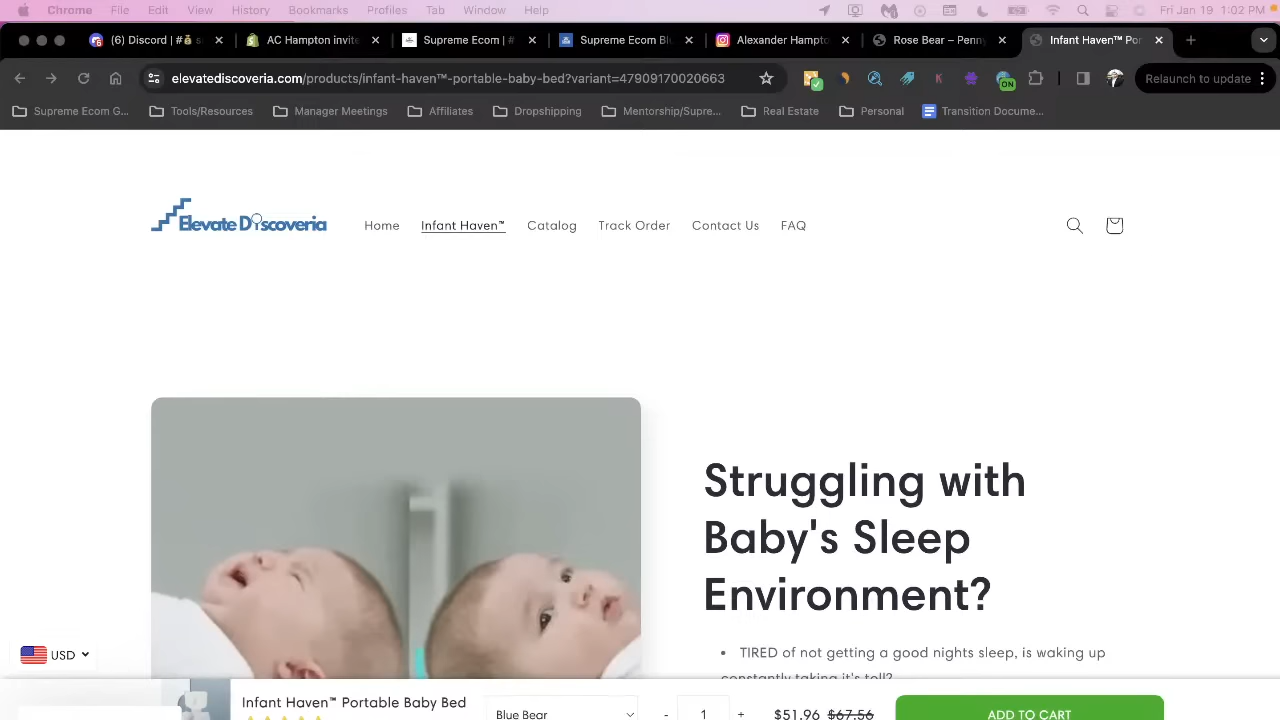 Chrome File Edit View History Bookmarks Profiles Tab Window Help Fri Jan 19 1:02 PM
(6) Discord | #💰 s
AC Hampton invite
Supreme Ecom | #
Supreme Ecom Bl
Alexander Hampto
Rose Bear – Penny
Infant Haven™ Por
elevatediscoveria.com/products/infant-haven™-portable-baby-bed?variant=47909170020663
ON
Relaunch to update
Supreme Ecom G... Tools/Resources Manager Meetings Affiliates Dropshipping Mentorship/Supre... Real Estate Personal Transition Docume...
Elevate Discoveria
Home Infant Haven™ Catalog Track Order Contact Us FAQ
Struggling with
Baby's Sleep
Environment?
• TIRED of not getting a good nights sleep, is waking up
constantly taking it's toll?
USD
Infant Haven™ Portable Baby Bed
Blue Bear
- 1 +
$51.96 $67.56
ADD TO CART